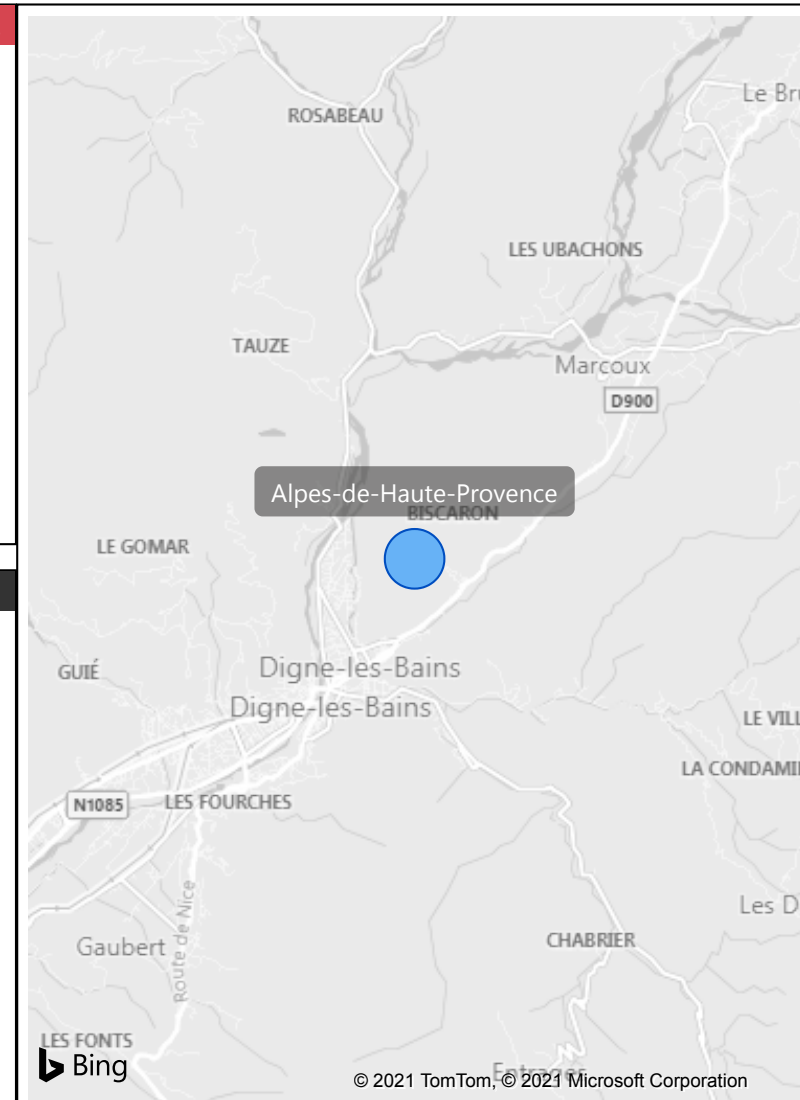 Le Bru
ROSABEAU
LES UBACHONS
TAUZE
Marcoux
D900
Alpes-de-Haute-Provence
BISCARON
LE GOMAR
GUIÉ
Digne-les-Bains
Digne-les-Bains
LE VILL
LA CONDAMI
N1085
LES FOURCHES
Les D
Route de Nice
CHABRIER
Gaubert
LES FONTS
Bing
Entrages
© 2021 TomTom, © 2021 Microsoft Corporation